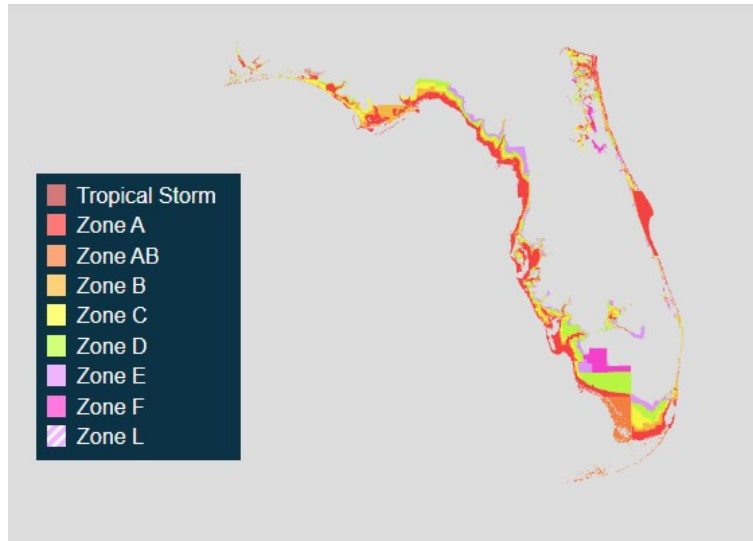 Tropical Storm
Zone A
Zone AB
Zone B
Zone C
Zone D
Zone E
Zone F
Zone L